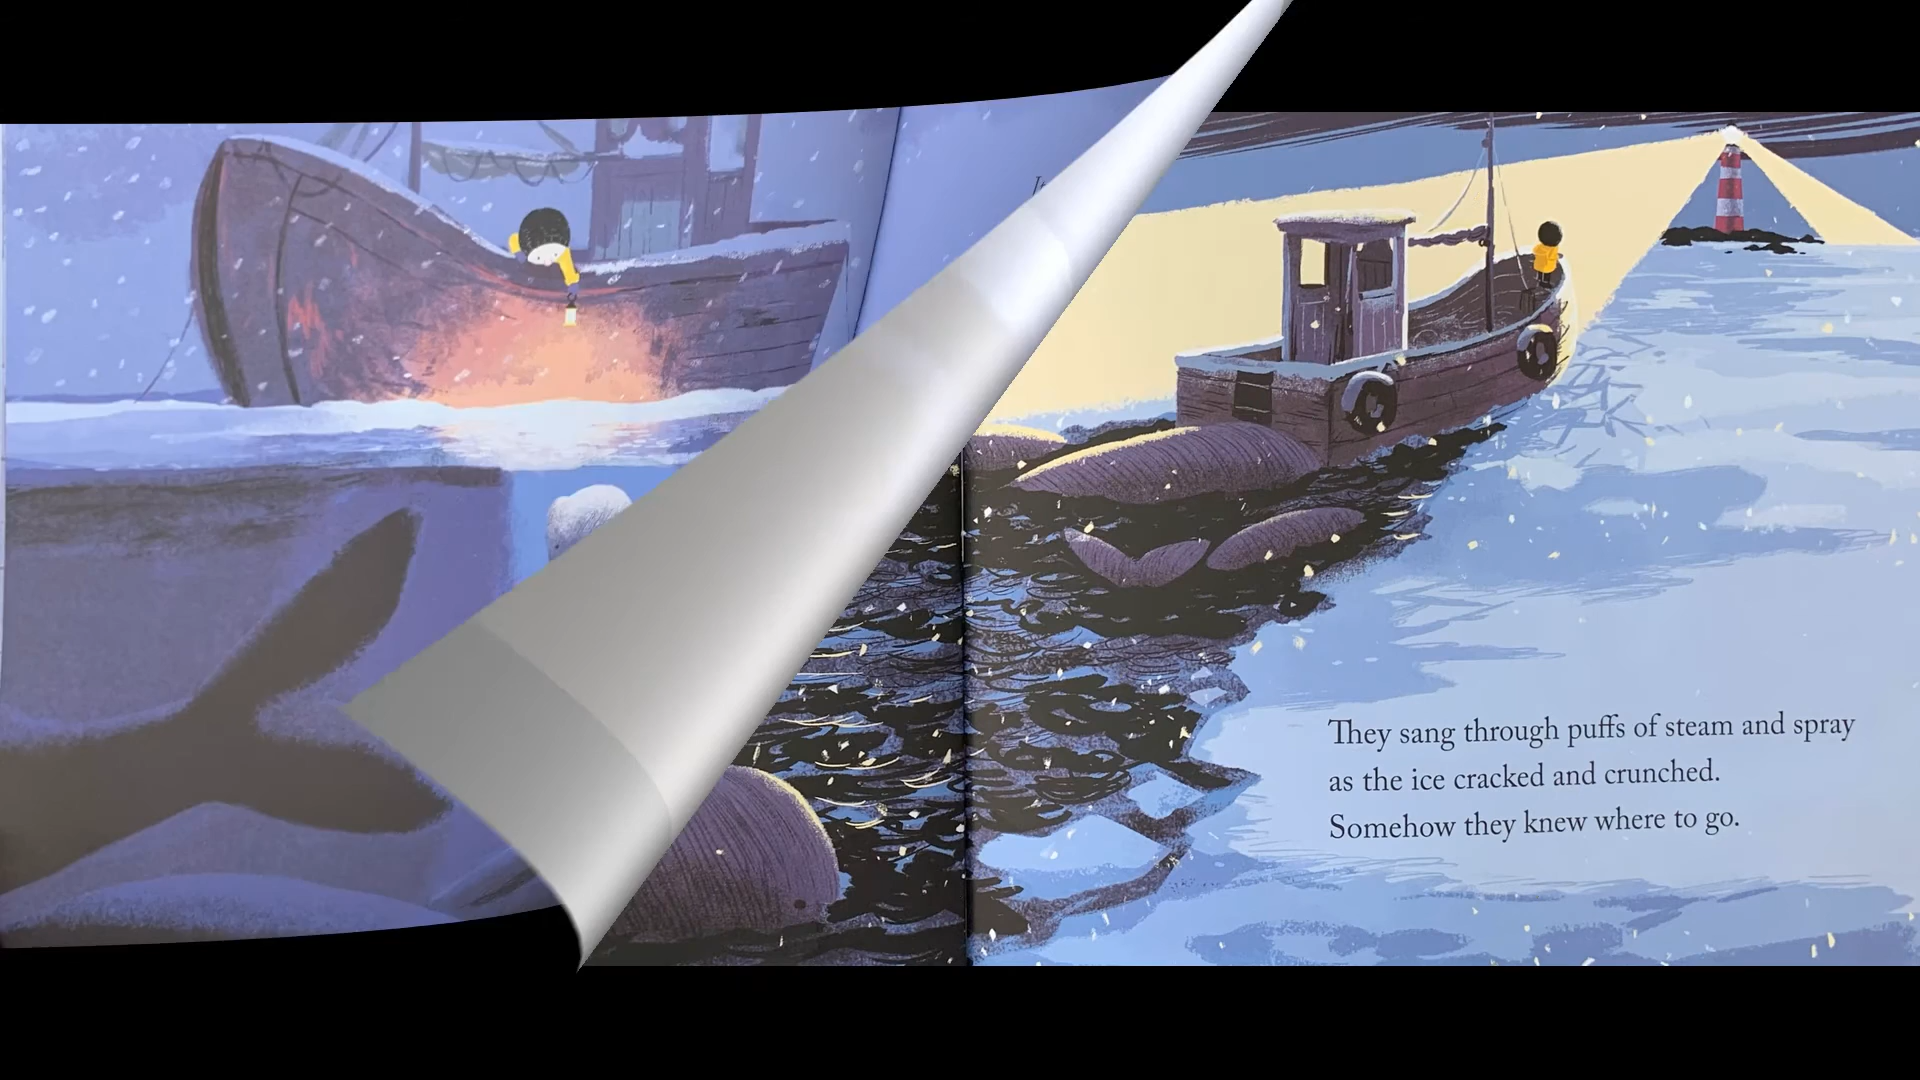 They sang through puffs of steam and spray
as the ice cracked and crunched.
Somehow they knew where to go.